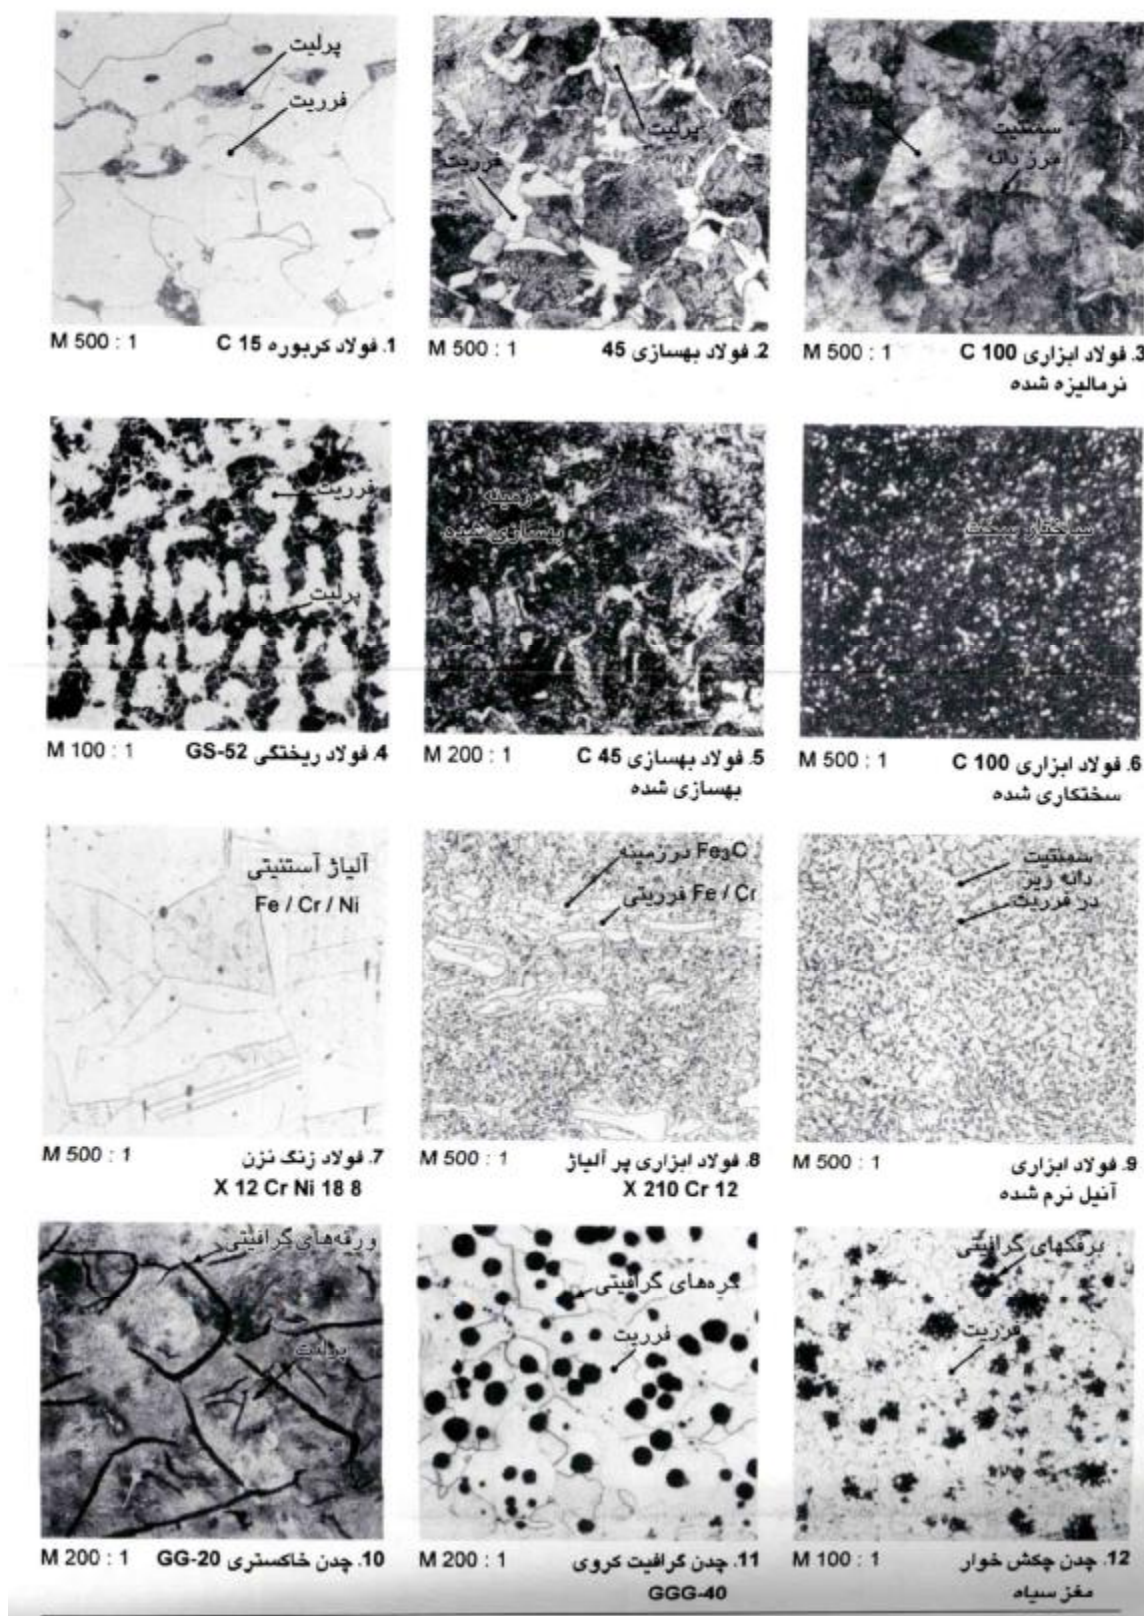 پرلیت
فرریت
1. فولاد کربوره C 15
M 500 : 1
پرلیت
فرریت
2. فولاد بهسازی 45
M 500 : 1
سمنتیت
مرز دانه
3. فولاد ابزاری C 100
نرمالیزه شده
M 500 : 1
فرریت
پرلیت
4. فولاد ریختگی GS-52
M 100 : 1
زمینه
بهسازی شده
5. فولاد بهسازی C 45
بهسازی شده
M 200 : 1
ساختار سخت
6. فولاد ابزاری C 100
سختکاری شده
M 500 : 1
آلیاژ آستنیتی
Fe / Cr / Ni
7. فولاد زنگ نزن
X 12 Cr Ni 18 8
M 500 : 1
Fe₃C در زمینه
فرریتی Fe / Cr
8. فولاد ابزاری پر آلیاژ
X 210 Cr 12
M 500 : 1
سمنتیت
دانه ریز
در فرریت
9. فولاد ابزاری
آنیل نرم شده
M 500 : 1
ورقه‌های گرافیتی
پرلیت
10. چدن خاکستری GG-20
M 200 : 1
گره‌های گرافیتی
فرریت
11. چدن گرافیت کروی
GGG-40
M 200 : 1
برفکهای گرافیتی
فرریت
12. چدن چکش خوار
مغز سیاه
M 100 : 1